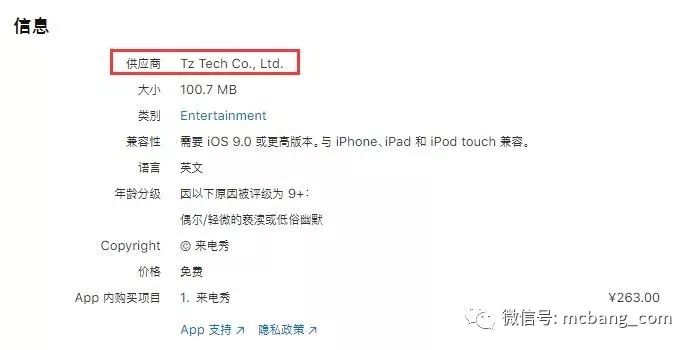 信息
供应商 Tz Tech Co., Ltd.
大小 100.7 MB
类别 Entertainment
兼容性 需要 iOS 9.0 或更高版本。与 iPhone、iPad 和 iPod touch 兼容。
语言 英文
年龄分级 因以下原因被评级为 9+:
偶尔/轻微的亵渎或低俗幽默
Copyright © 来电秀
价格 免费
App 内购买项目 1. 来电秀 ¥263.00
微信号: mcbang_com
App 支持 ↗ 隐私政策 ↗